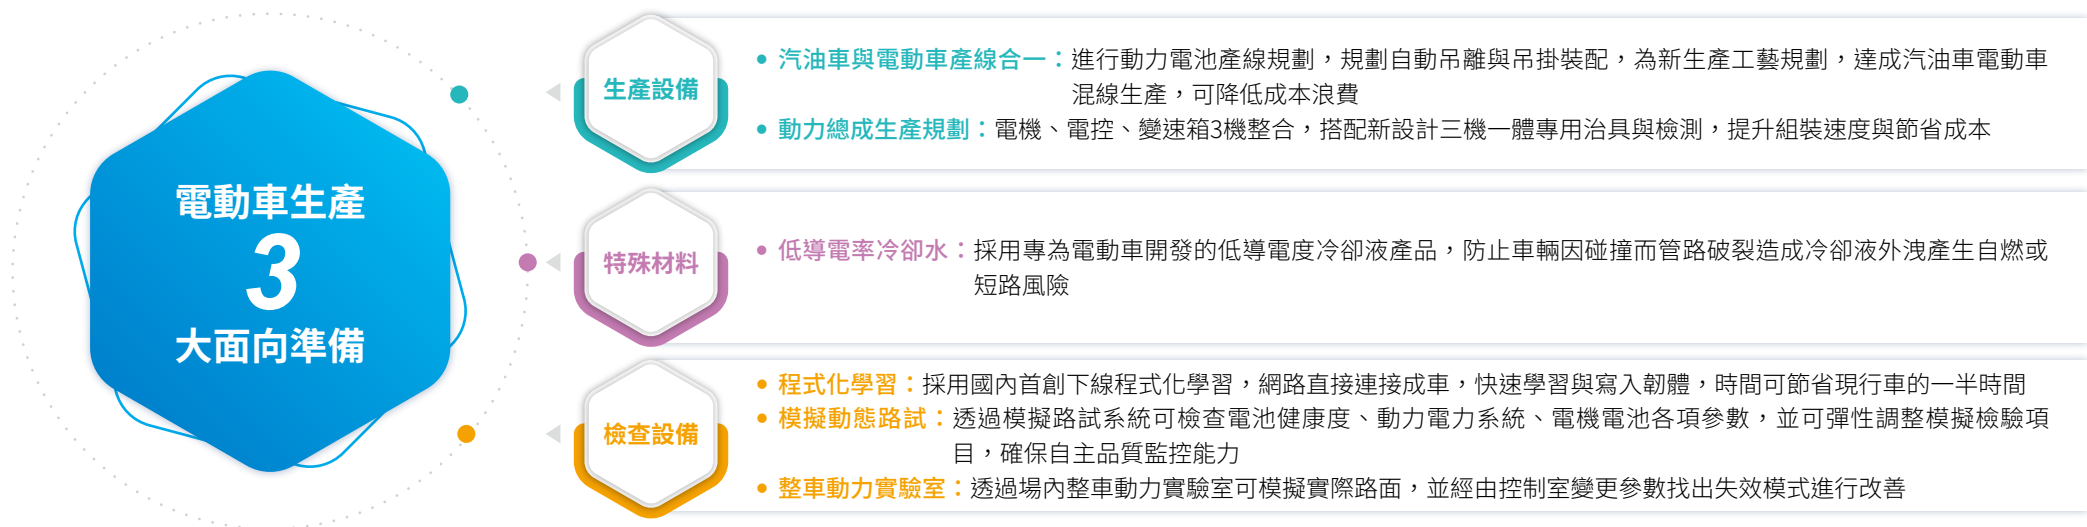 電動車生產
3
大面向準備
生產設備
• 汽油車與電動車產線合一：進行動力電池產線規劃，規劃自動吊離與吊掛裝配，為新生產工藝規劃，達成汽油車電動車
混線生產，可降低成本浪費
• 動力總成生產規劃：電機、電控、變速箱3機整合，搭配新設計三機一體專用治具與檢測，提升組裝速度與節省成本
特殊材料
• 低導電率冷卻水：採用專為電動車開發的低導電度冷卻液產品，防止車輛因碰撞而管路破裂造成冷卻液外洩產生自燃或
短路風險
檢查設備
• 程式化學習：採用國內首創下線程式化學習，網路直接連接成車，快速學習與寫入韌體，時間可節省現行車的一半時間
• 模擬動態路試：透過模擬路試系統可檢查電池健康度、動力電力系統、電機電池各項參數，並可彈性調整模擬檢驗項
目，確保自主品質監控能力
• 整車動力實驗室：透過場內整車動力實驗室可模擬實際路面，並經由控制室變更參數找出失效模式進行改善